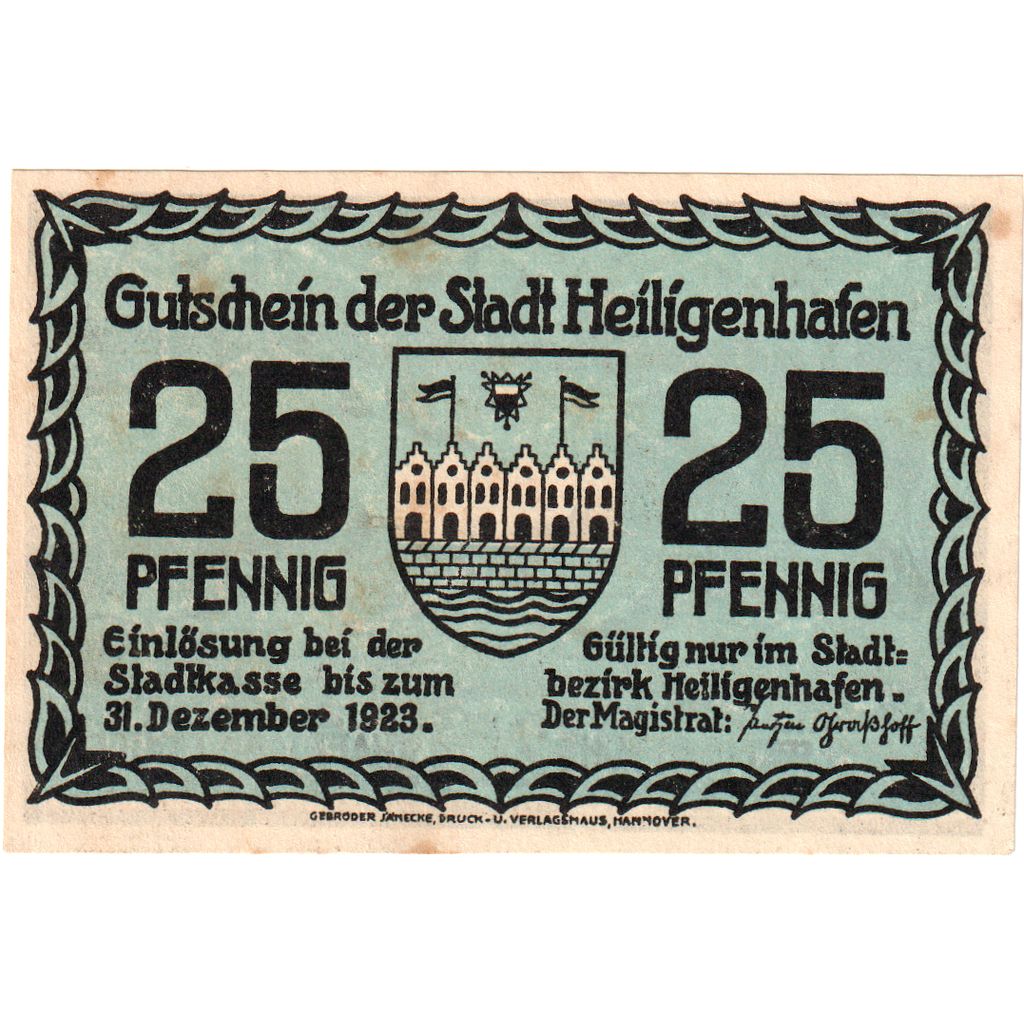 Gutschein der Stadt Heiligenhafen
25
PFENNIG
25
PFENNIG
Einlösung bei der
Stadtkasse bis zum
31. Dezember 1923.
Gültig nur im Stadt=
bezirk Heiligenhafen.
Der Magistrat:
GEBRÜDER JÄNECKE, DRUCK- U. VERLAGSHAUS, HANNOVER.